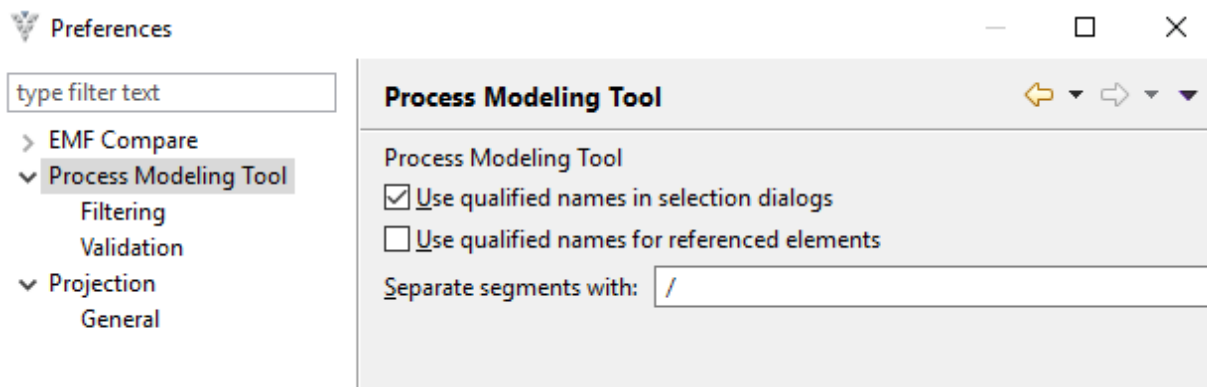 Preferences
type filter text
EMF Compare
Process Modeling Tool
Filtering
Validation
Projection
General
Process Modeling Tool
Process Modeling Tool
Use qualified names in selection dialogs
Use qualified names for referenced elements
Separate segments with: /